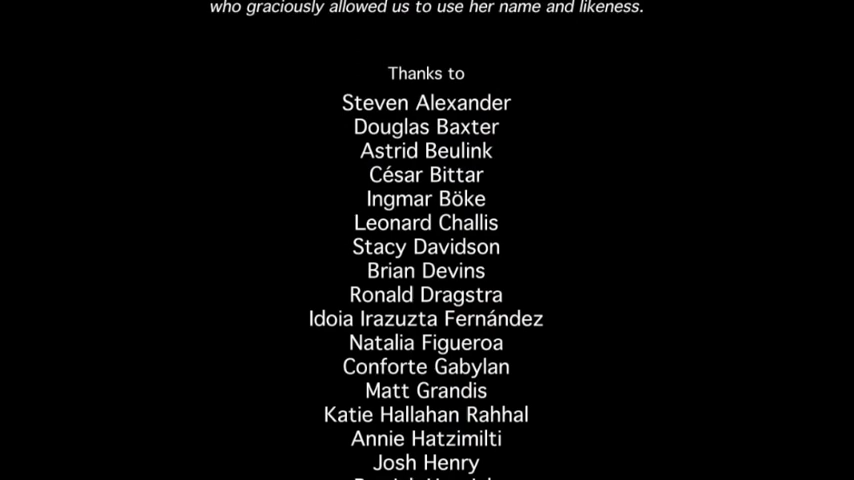 who graciously allowed us to use her name and likeness.
Thanks to
Steven Alexander
Douglas Baxter
Astrid Beulink
César Bittar
Ingmar Böke
Leonard Challis
Stacy Davidson
Brian Devins
Ronald Dragstra
Idoia Irazuzta Fernández
Natalia Figueroa
Conforte Gabylan
Matt Grandis
Katie Hallahan Rahhal
Annie Hatzimilti
Josh Henry